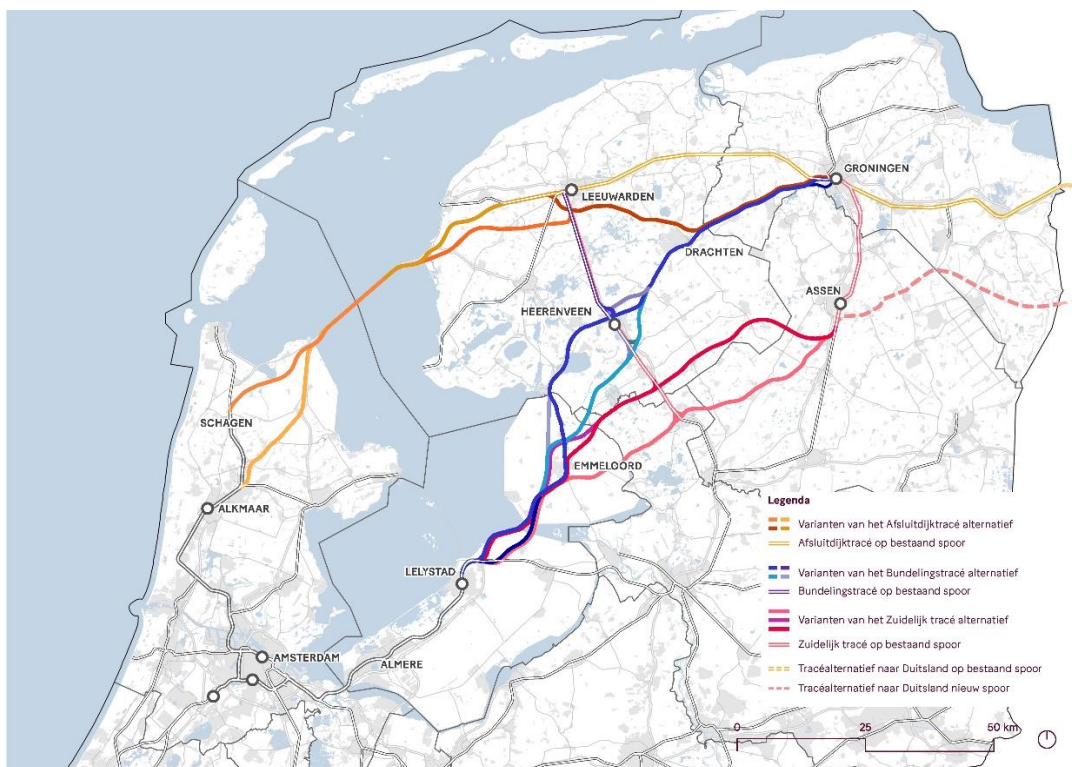 GRONINGEN
LEEUWARDEN
DRACHTEN
ASSEN
HEERENVEEN
SCHAGEN
EMMELOORD
ALKMAAR
LELYSTAD
AMSTERDAM
ALMERE
Legenda
Varianten van het Afsluitdijktracé alternatief
Afsluitdijktracé op bestaand spoor
Varianten van het Bundelingstracé alternatief
Bundelingstracé op bestaand spoor
Varianten van het Zuidelijk tracé alternatief
Zuidelijk tracé op bestaand spoor
Tracéalternatief naar Duitsland op bestaand spoor
Tracéalternatief naar Duitsland nieuw spoor
0 25 50 km